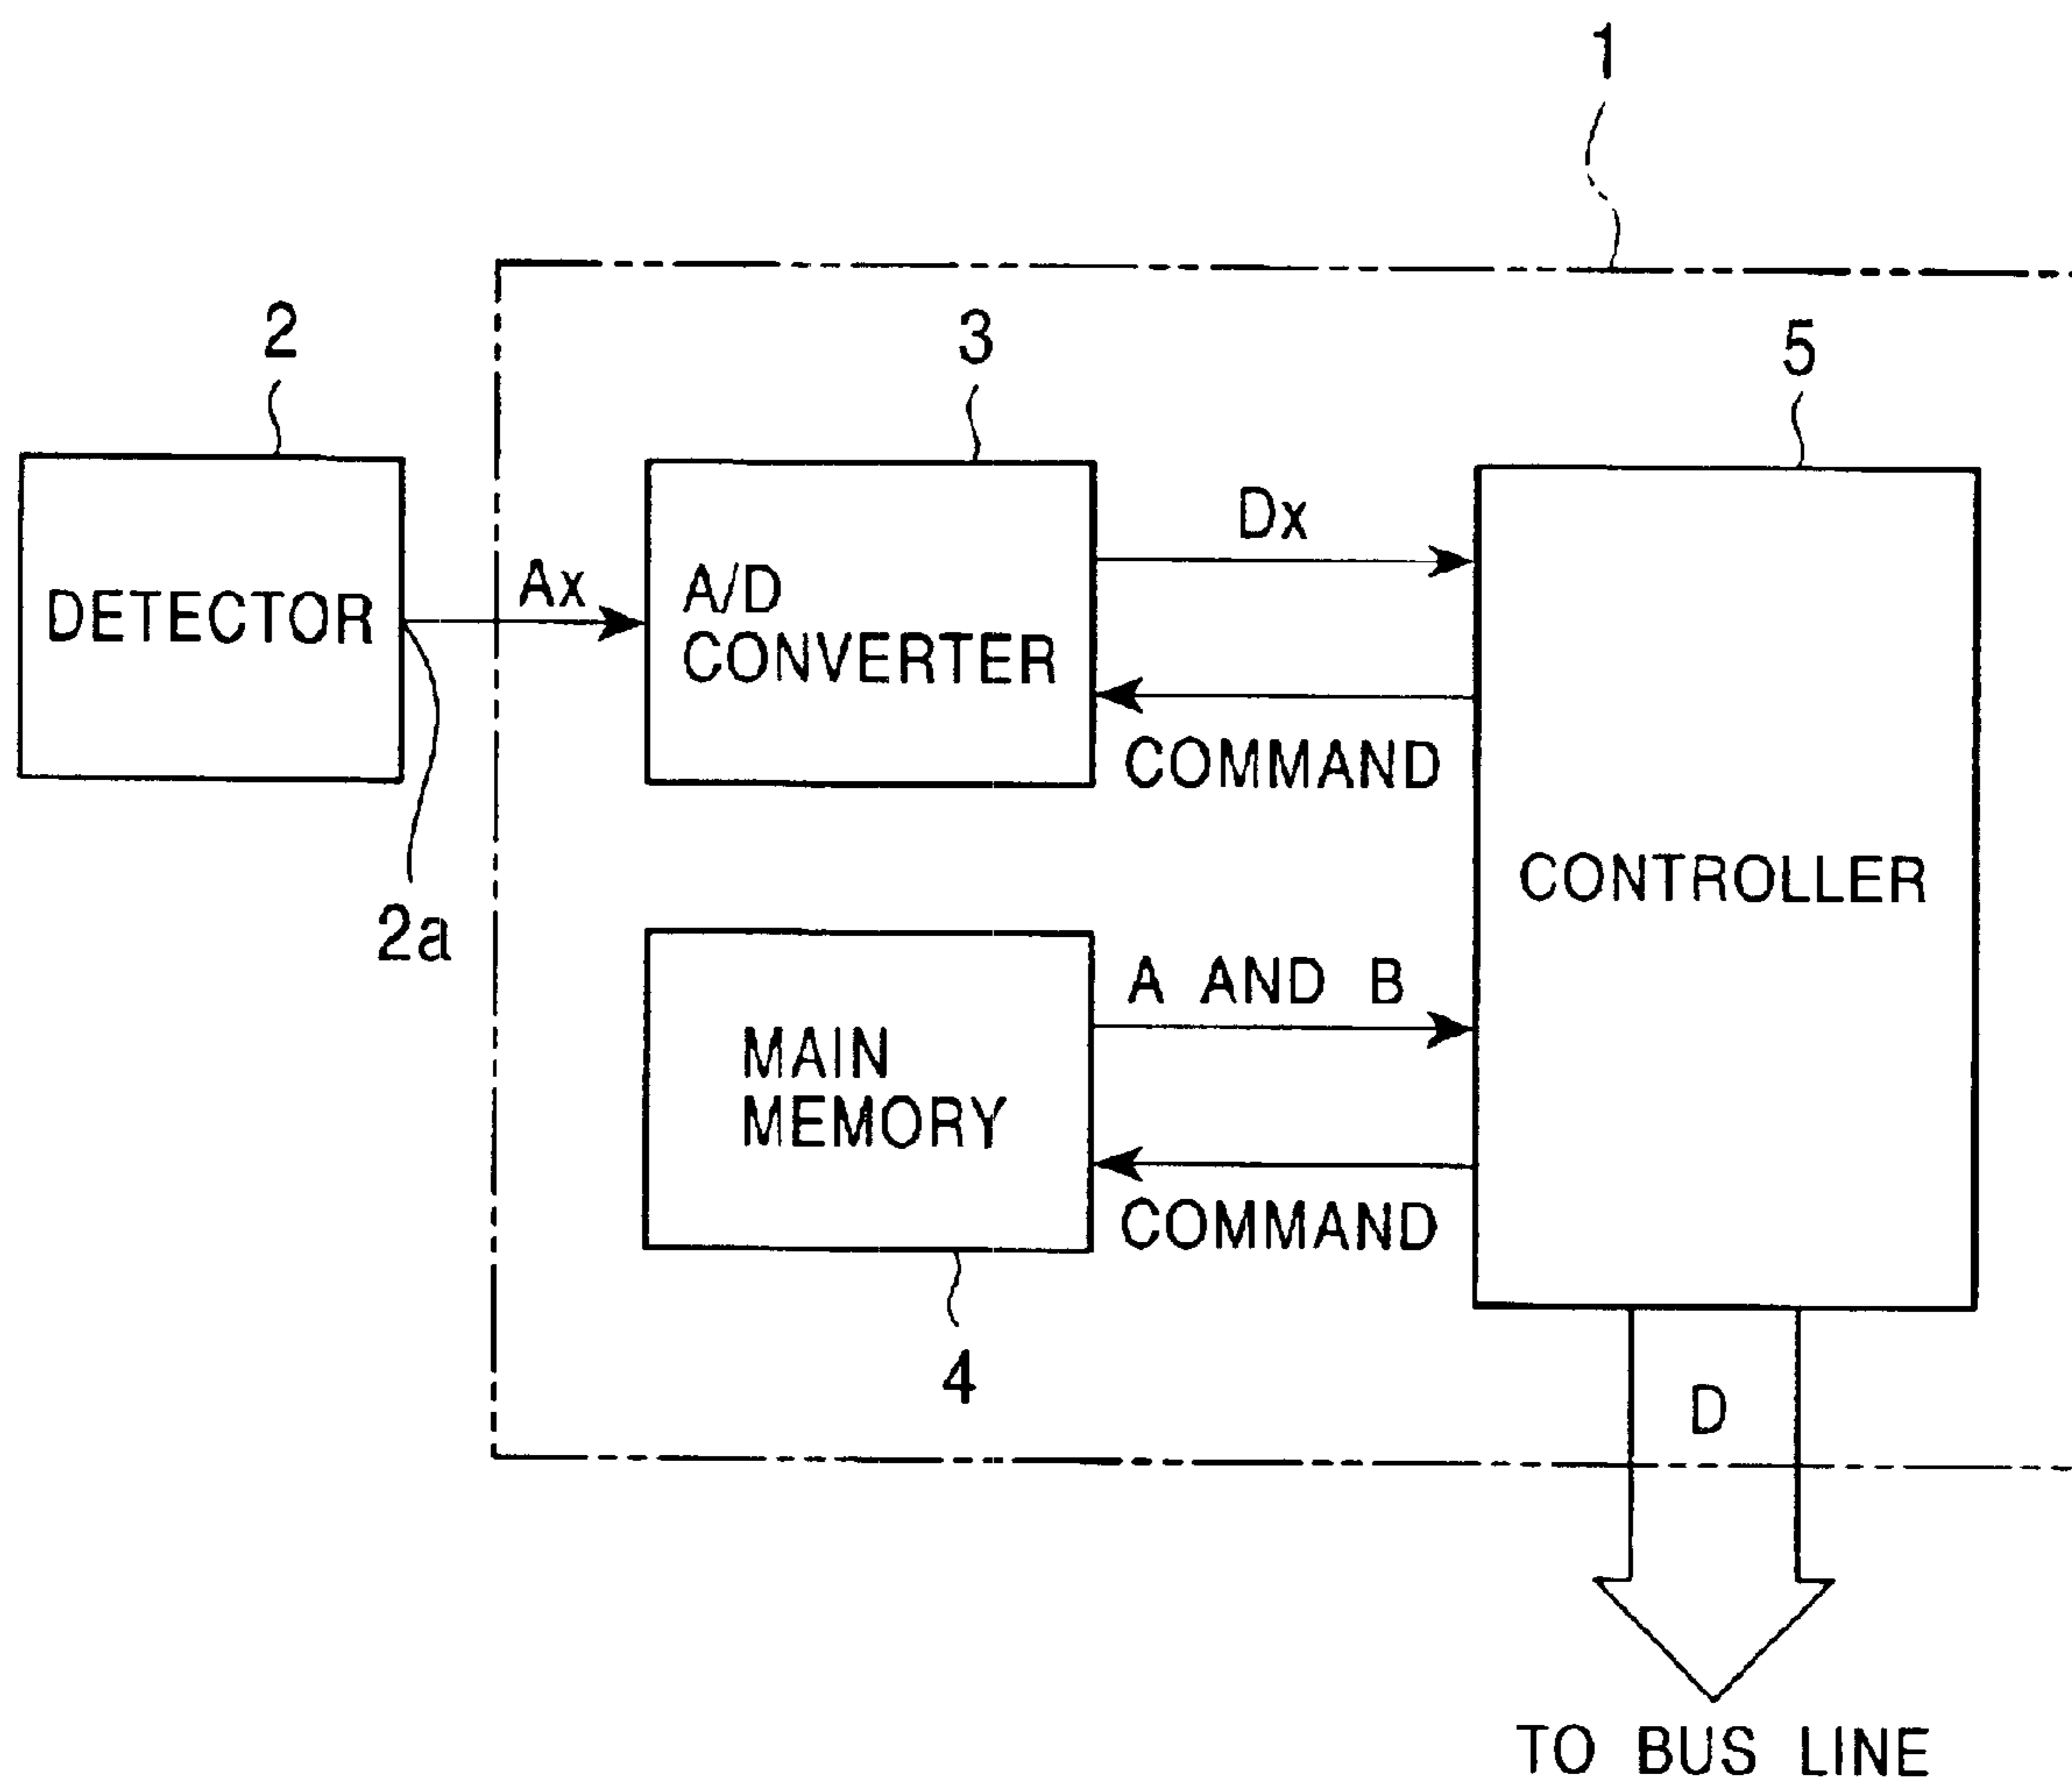 1
2
3
5
DETECTOR
Ax
A/D
CONVERTER
Dx
COMMAND
CONTROLLER
2a
MAIN
MEMORY
A AND B
COMMAND
4
D
TO BUS LINE